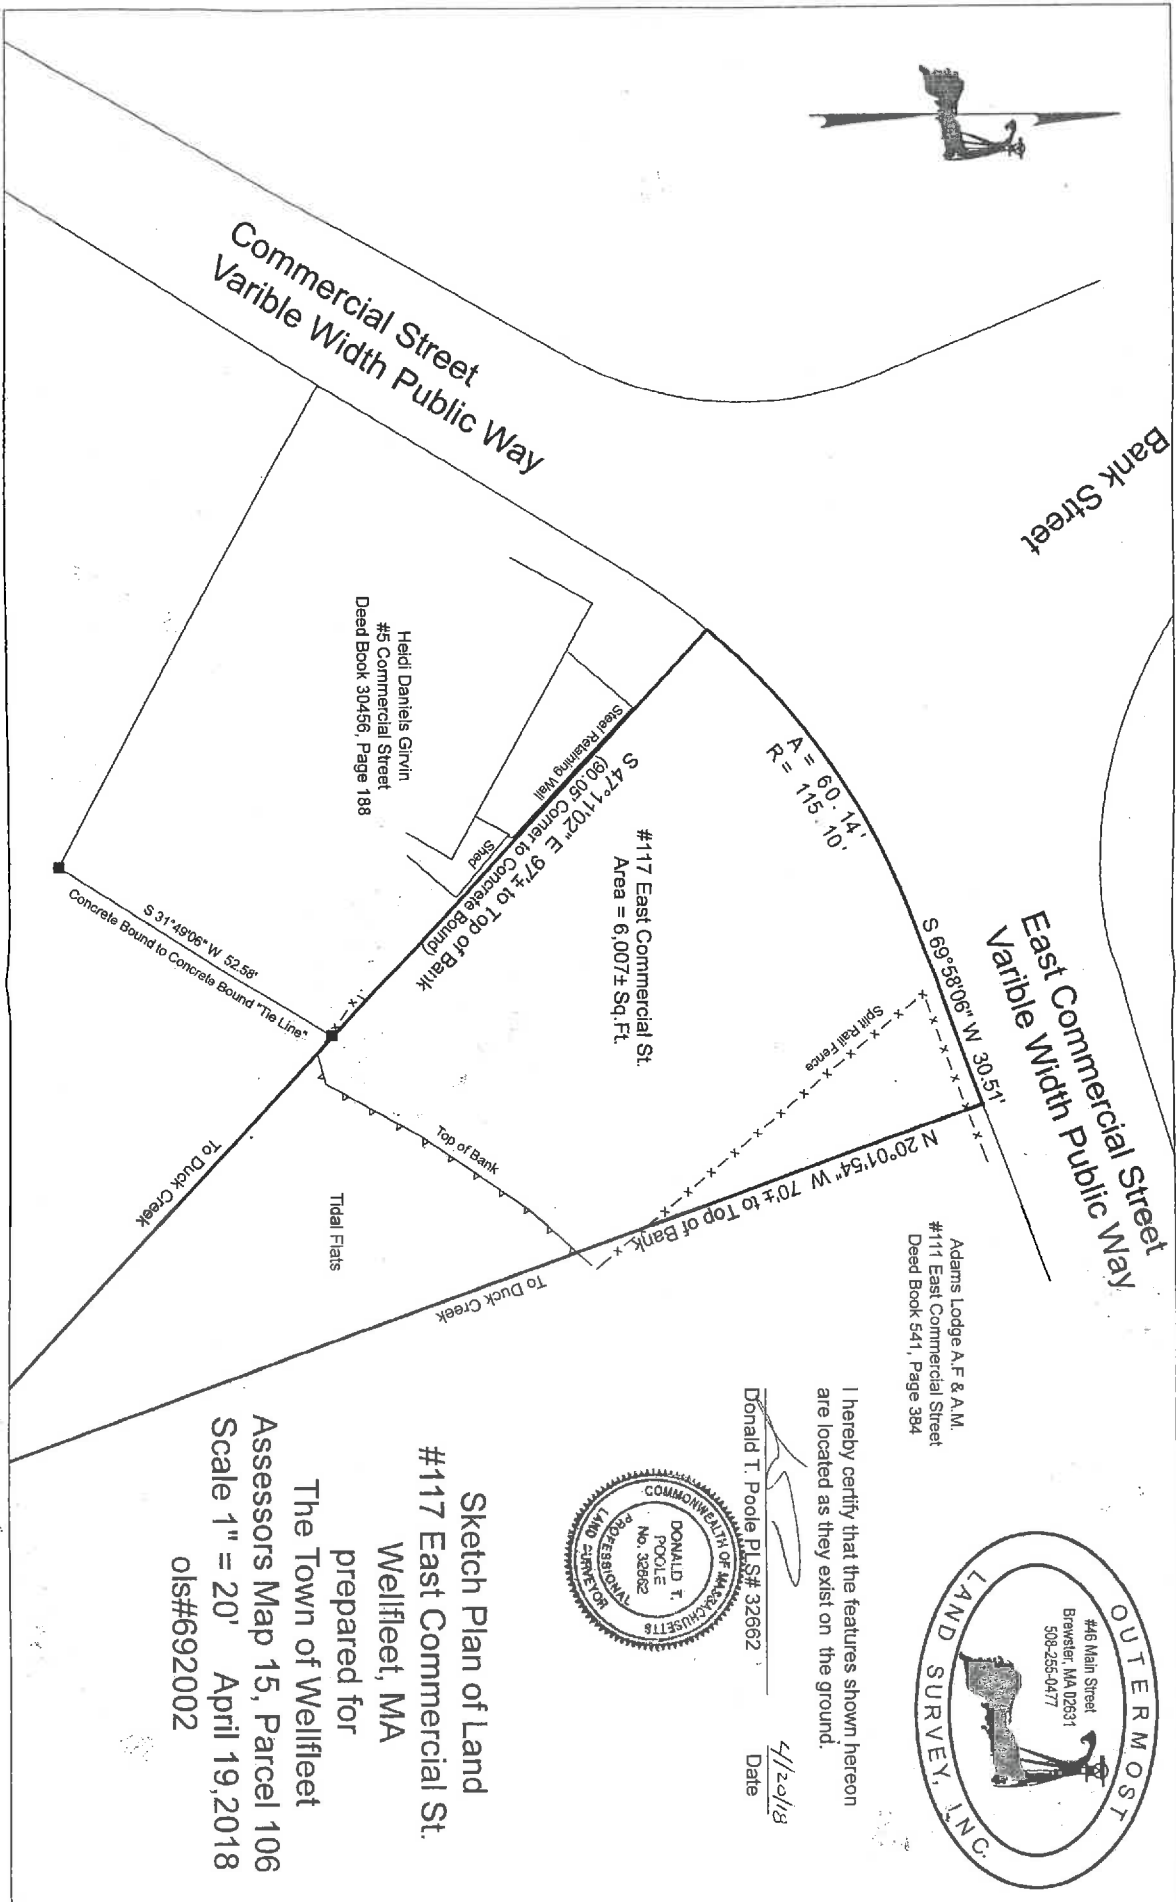 Bank Street
Commercial Street
Varible Width Public Way
East Commercial Street
Varible Width Public Way
A = 60.14'
R = 115.10'
S 69°58'06" W 30.51'
Split Rail Fence
N 20°01'54" W 70'± to Top of Bank
To Duck Creek
#117 East Commercial St.
Area = 6,007± Sq.Ft.
S 47°11'02" E 97'± to Top of Bank
(90.05' Corner to Concrete Bound)
Steel Retaining Wall
Shed
Heidi Daniels Girvin
#5 Commercial Street
Deed Book 30456, Page 188
S 31°49'06" W 52.58'
Concrete Bound to Concrete Bound "Tie Line"
Top of Bank
Tidal Flats
To Duck Creek
Adams Lodge A.F & A.M.
#111 East Commercial Street
Deed Book 541, Page 384
OUTERMOST
#46 Main Street
Brewster, MA 02631
508-255-0477
LAND SURVEY, INC.
I hereby certify that the features shown hereon
are located as they exist on the ground.
Donald T. Poole PLS# 32662
4/20/18
Date
COMMONWEALTH OF MASSACHUSETTS
DONALD T.
POOLE
No. 32662
PROFESSIONAL
LAND SURVEYOR
Sketch Plan of Land
#117 East Commercial St.
Wellfleet, MA
prepared for
The Town of Wellfleet
Assessors Map 15, Parcel 106
Scale 1" = 20' April 19,2018
ols#692002